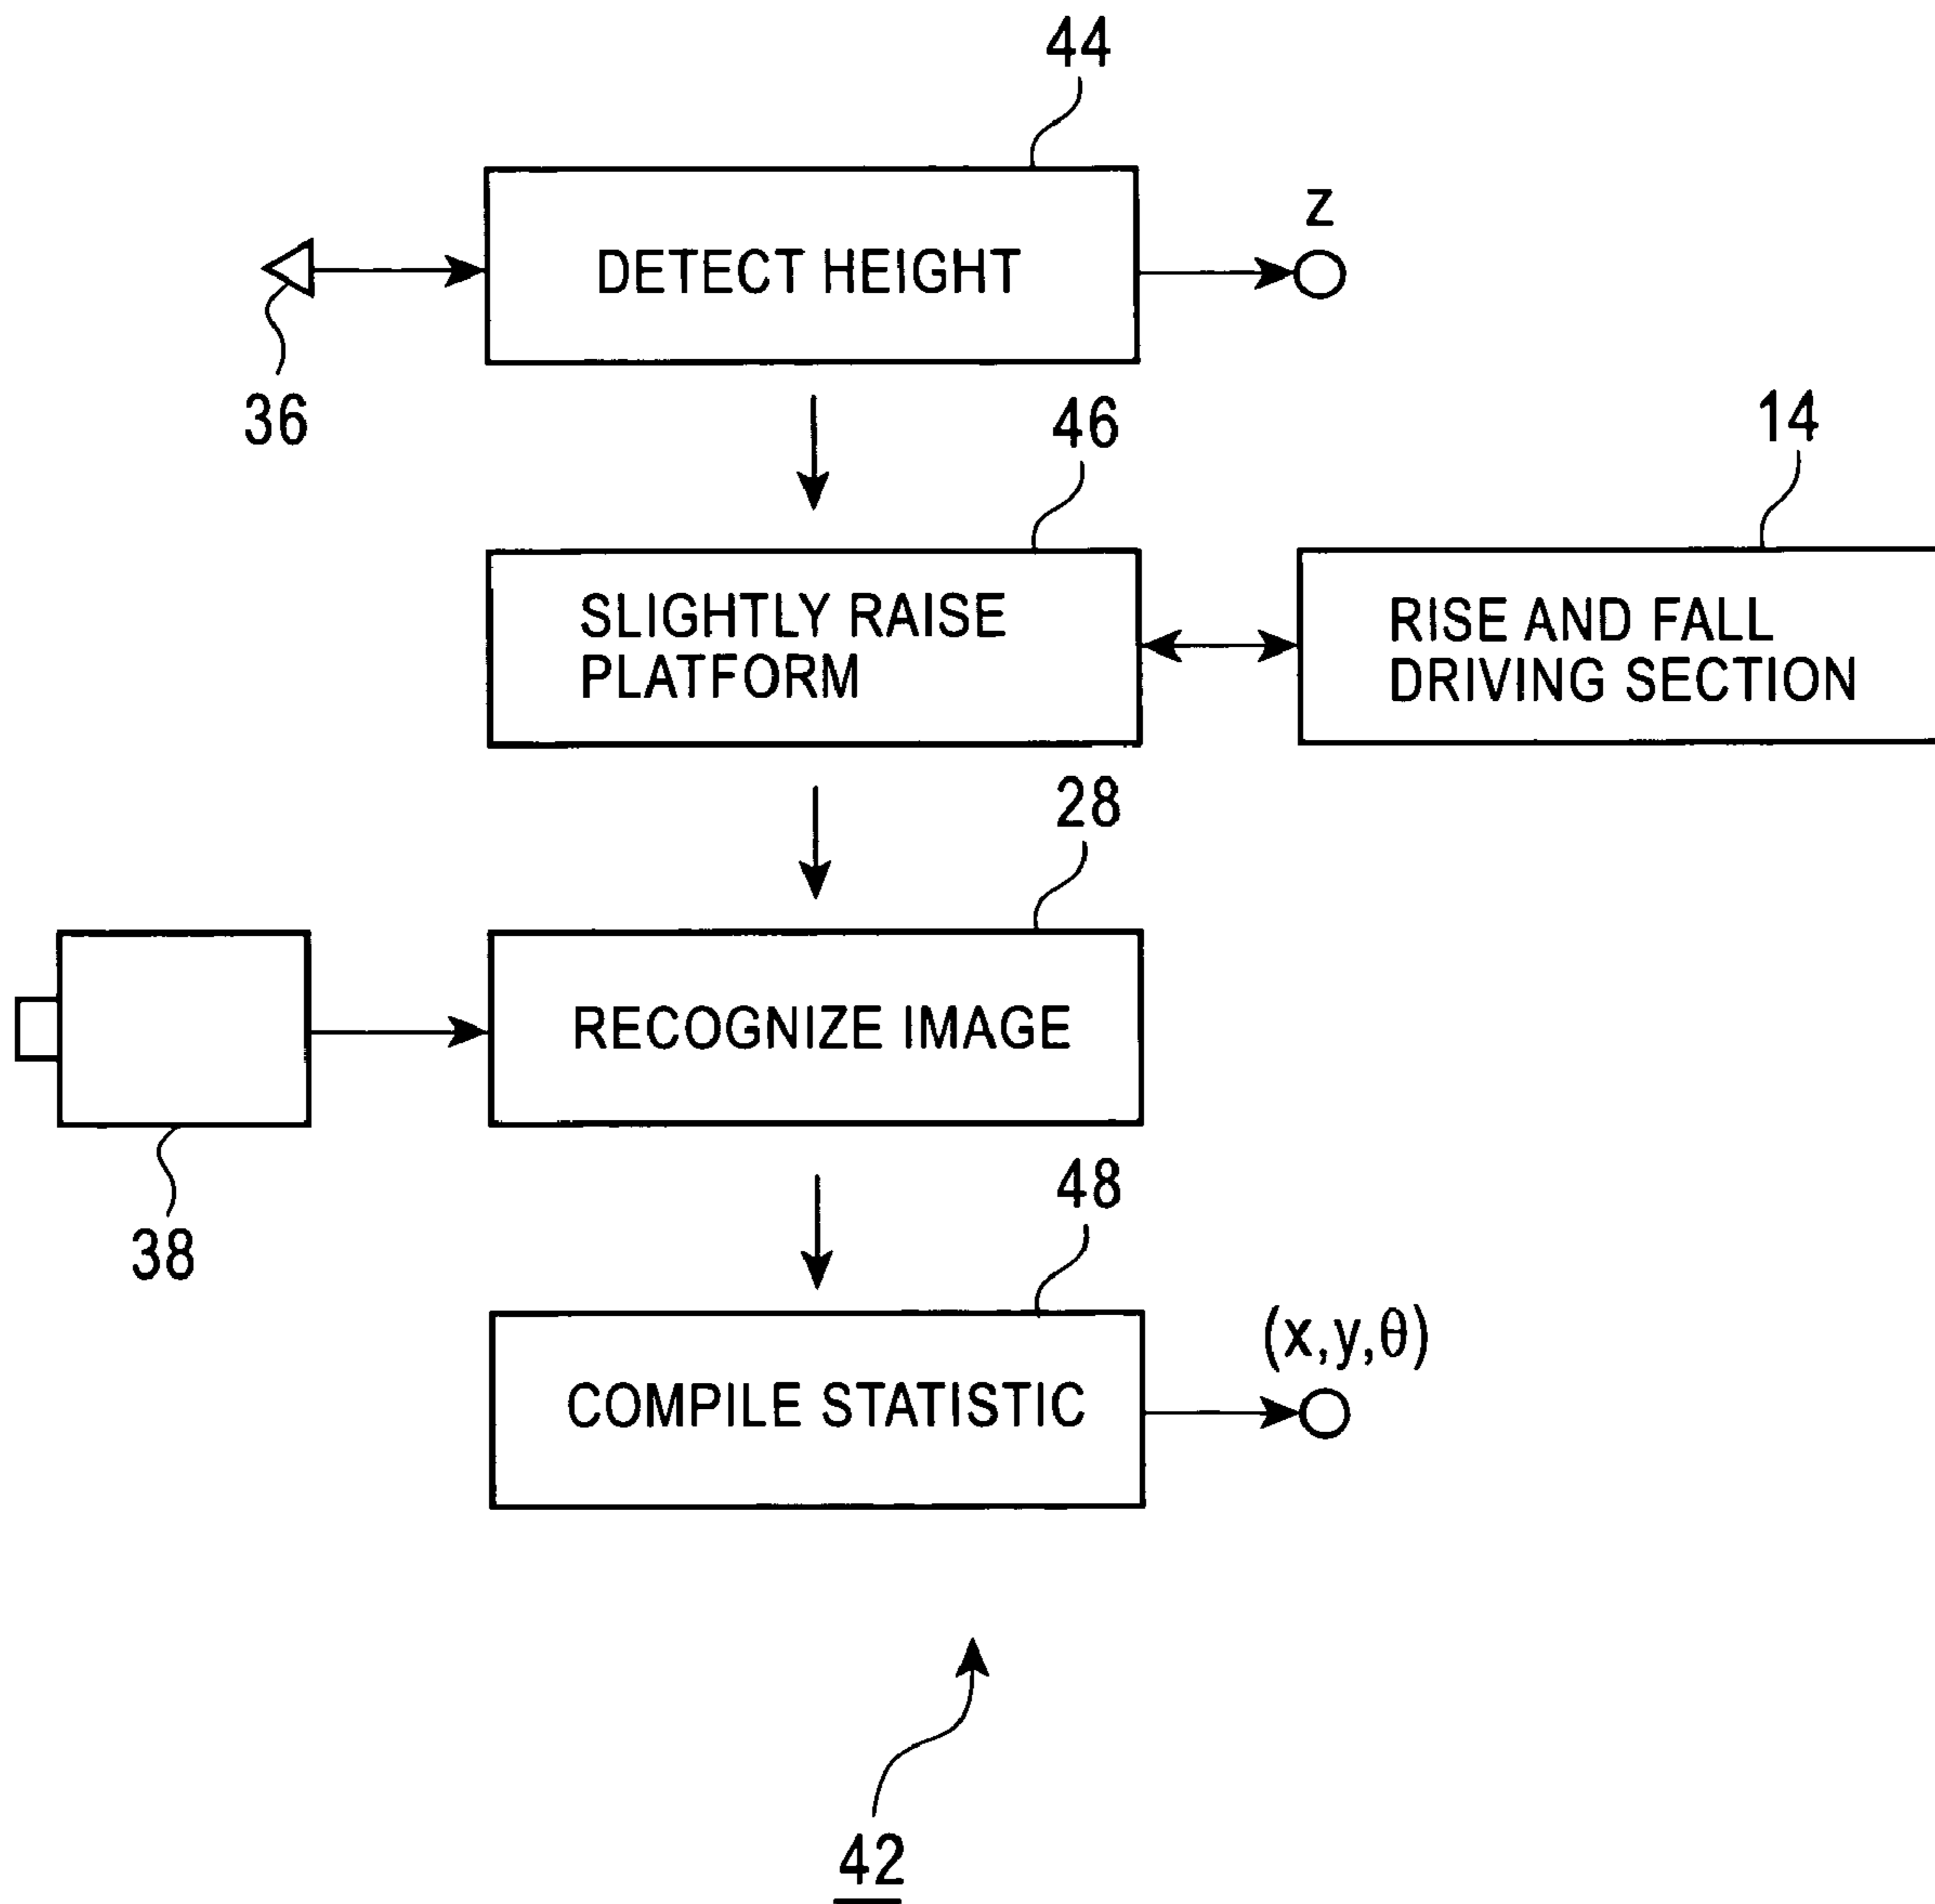 44
Z
DETECT HEIGHT
36
46
14
SLIGHTLY RAISE
PLATFORM
RISE AND FALL
DRIVING SECTION
28
RECOGNIZE IMAGE
38
48
(x,y,θ)
COMPILE STATISTIC
42